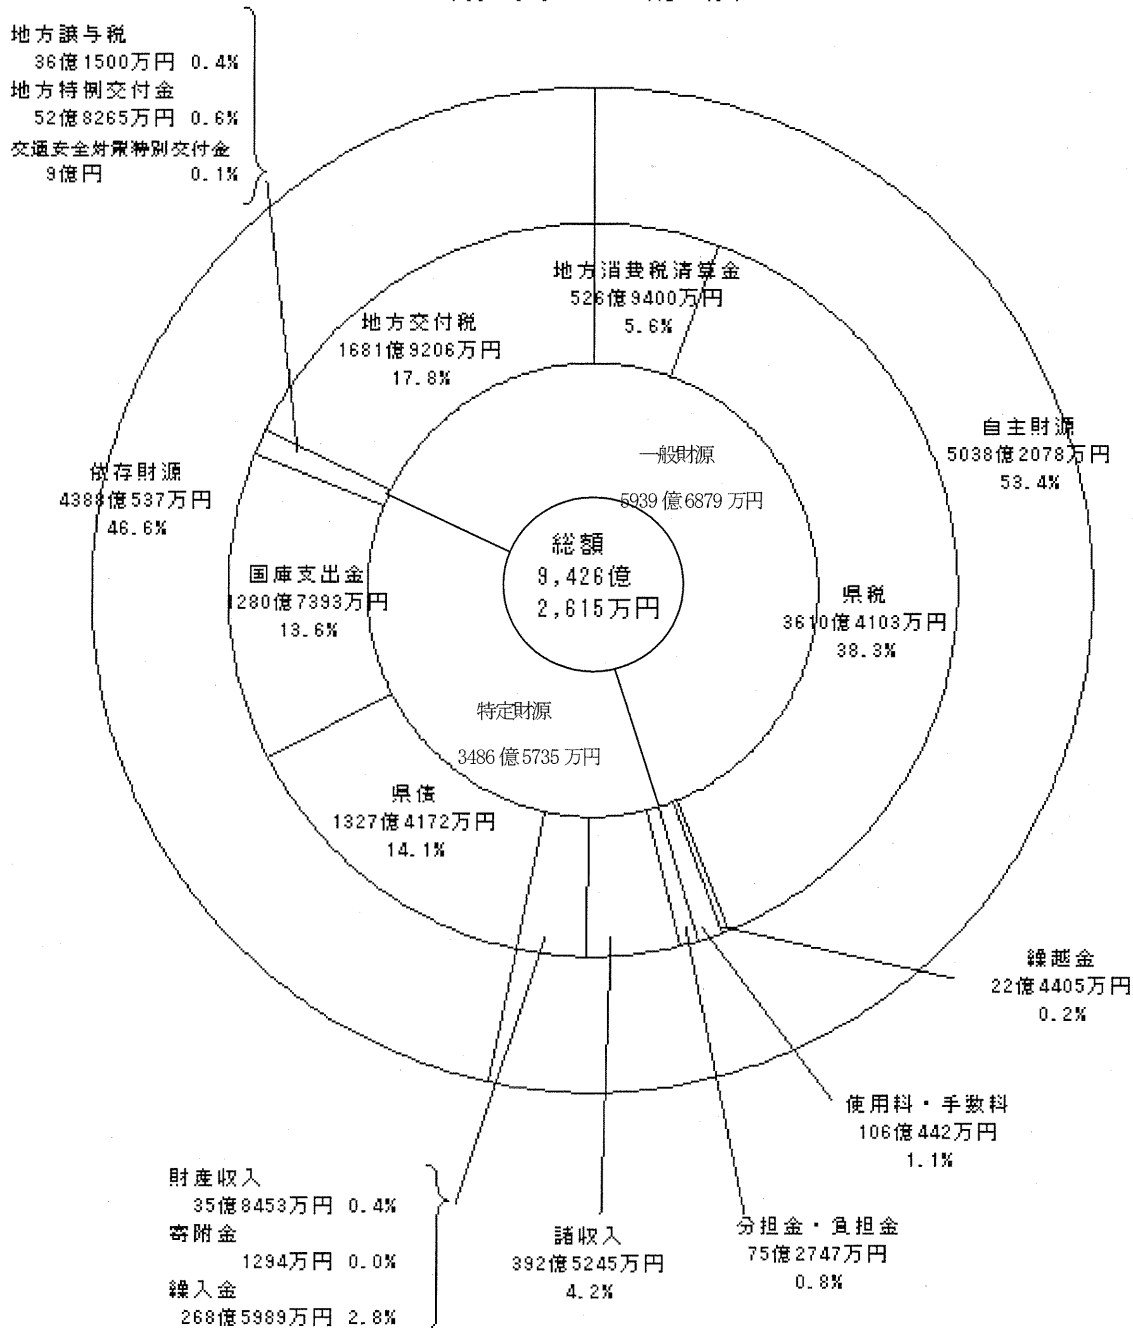 地方譲与税
36億1500万円 0.4%
地方特例交付金
52億8265万円 0.6%
交通安全対策特別交付金
9億円 0.1%
地方消費税清算金
526億9400万円
5.6%
地方交付税
1681億9206万円
17.8%
自主財源
5038億2078万円
53.4%
一般財源
5939億6879万円
依存財源
4388億537万円
46.6%
総額
9,426億
2,615万円
国庫支出金
1280億7393万円
13.6%
県税
3610億4103万円
38.3%
特定財源
3486億5735万円
県債
1327億4172万円
14.1%
繰越金
22億4405万円
0.2%
使用料・手数料
106億442万円
1.1%
財産収入
35億8453万円 0.4%
寄附金
1294万円 0.0%
繰入金
268億5989万円 2.8%
諸収入
392億5245万円
4.2%
分担金・負担金
75億2747万円
0.8%